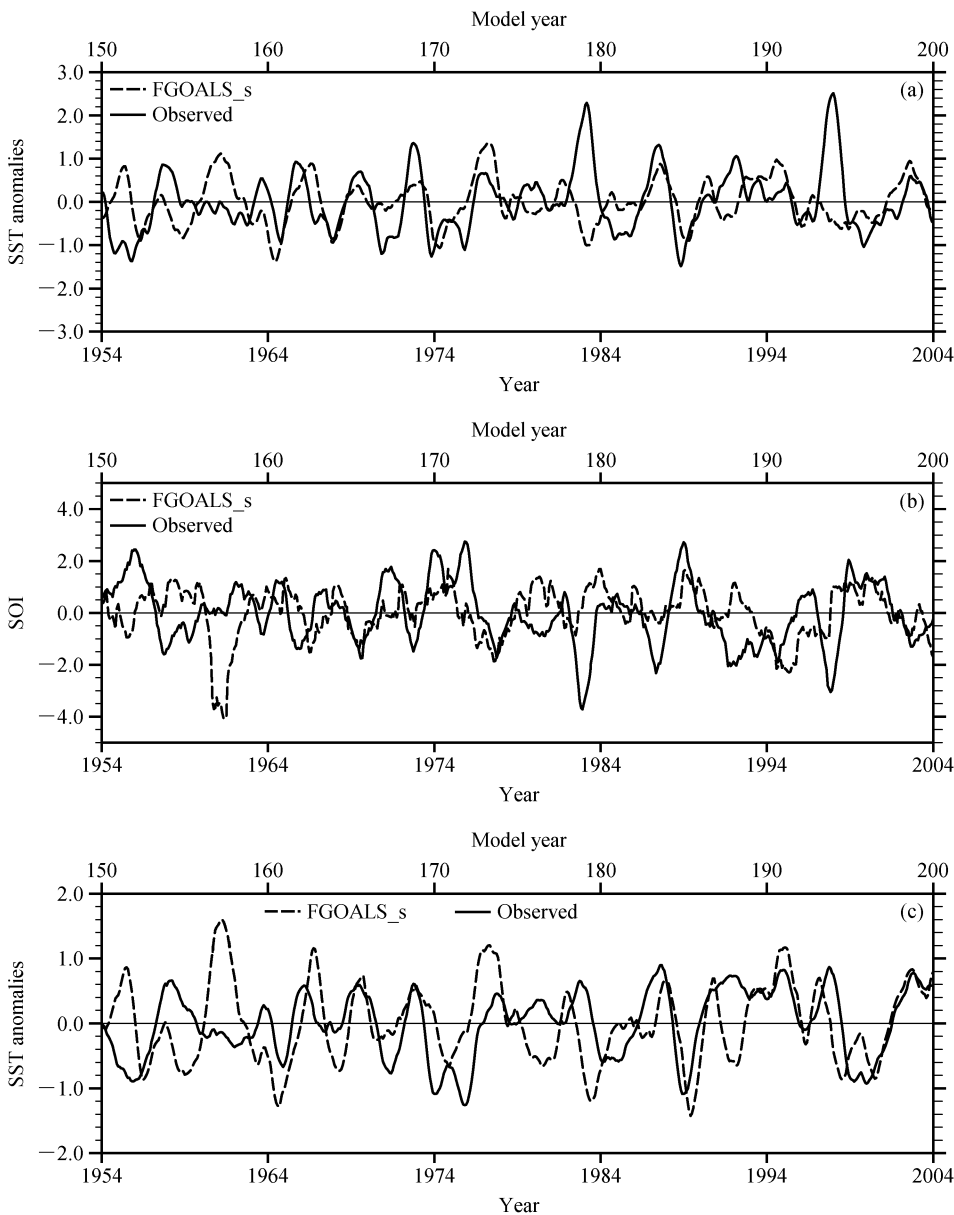 Model year
150 160 170 180 190 200
3.0
2.0
1.0
0.0
−1.0
−2.0
−3.0
SST anomalies
FGOALS_s
Observed
(a)
1954 1964 1974 1984 1994 2004
Year
Model year
150 160 170 180 190 200
4.0
2.0
0.0
−2.0
−4.0
SOI
FGOALS_s
Observed
(b)
1954 1964 1974 1984 1994 2004
Year
Model year
150 160 170 180 190 200
2.0
1.0
0.0
−1.0
−2.0
SST anomalies
FGOALS_s Observed
(c)
1954 1964 1974 1984 1994 2004
Year